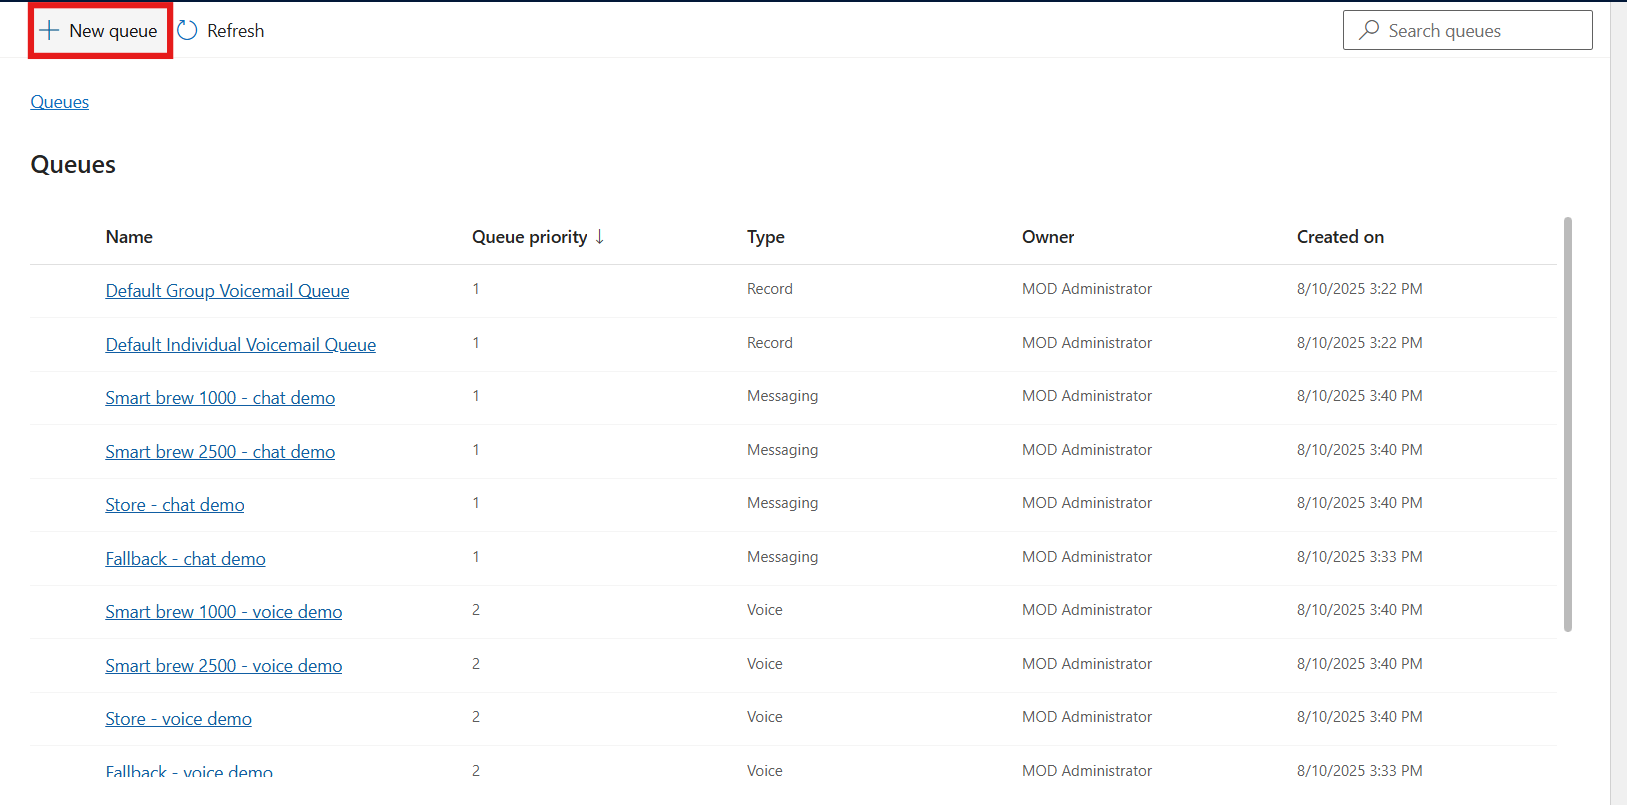 New queue Refresh Search queues
Queues
Queues
Name Queue priority ↓ Type Owner Created on
Default Group Voicemail Queue 1 Record MOD Administrator 8/10/2025 3:22 PM
Default Individual Voicemail Queue 1 Record MOD Administrator 8/10/2025 3:22 PM
Smart brew 1000 - chat demo 1 Messaging MOD Administrator 8/10/2025 3:40 PM
Smart brew 2500 - chat demo 1 Messaging MOD Administrator 8/10/2025 3:40 PM
Store - chat demo 1 Messaging MOD Administrator 8/10/2025 3:40 PM
Fallback - chat demo 1 Messaging MOD Administrator 8/10/2025 3:33 PM
Smart brew 1000 - voice demo 2 Voice MOD Administrator 8/10/2025 3:40 PM
Smart brew 2500 - voice demo 2 Voice MOD Administrator 8/10/2025 3:40 PM
Store - voice demo 2 Voice MOD Administrator 8/10/2025 3:40 PM
Fallback - voice demo 2 Voice MOD Administrator 8/10/2025 3:33 PM